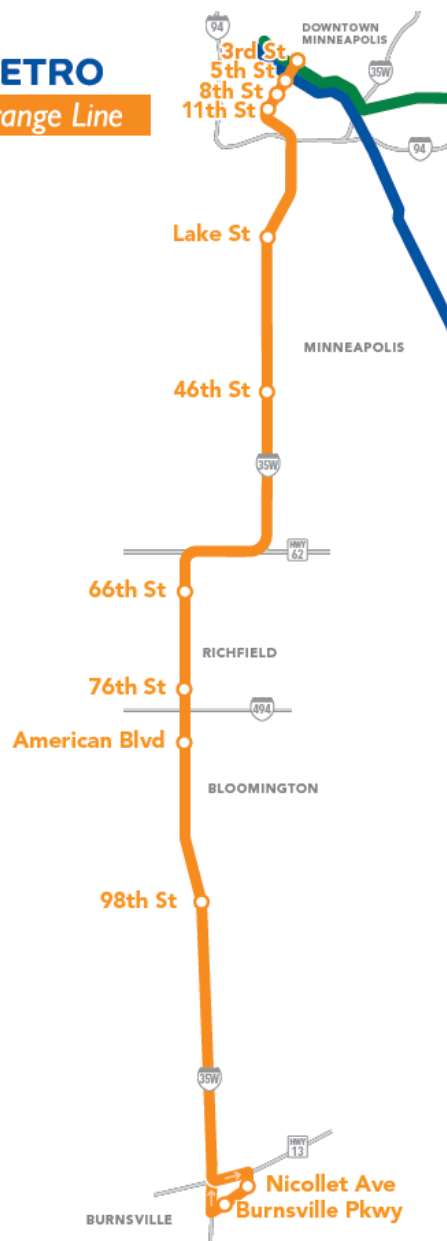 94
DOWNTOWN
MINNEAPOLIS
ETRO
range Line
3rd St
5th St
8th St
11th St
35W
94
Lake St
MINNEAPOLIS
46th St
35W
HWY
62
66th St
RICHFIELD
76th St
494
American Blvd
BLOOMINGTON
98th St
35W
HWY
13
Nicollet Ave
Burnsville Pkwy
BURNSVILLE